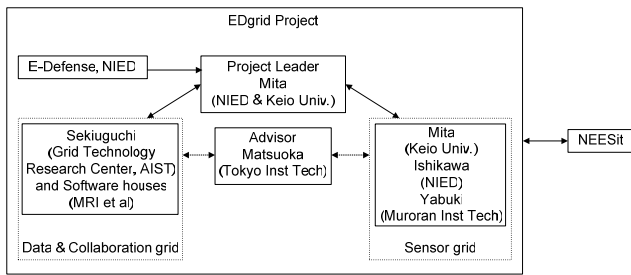 EDgrid Project
E-Defense, NIED
Project Leader
Mita
(NIED & Keio Univ.)
Sekiuguchi
(Grid Technology
Research Center, AIST)
and Software houses
(MRI et al)
Data & Collaboration grid
Advisor
Matsuoka
(Tokyo Inst Tech)
Mita
(Keio Univ.)
Ishikawa
(NIED)
Yabuki
(Muroran Inst Tech)
Sensor grid
NEESit